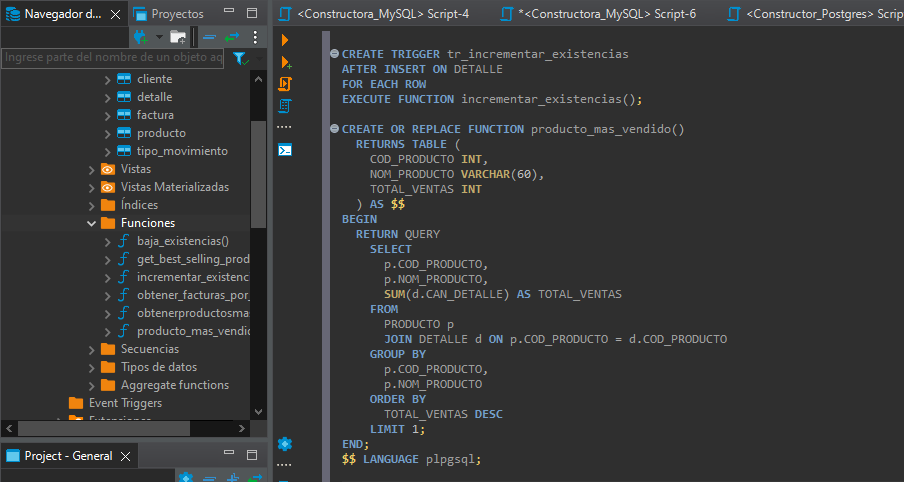 Navegador d...
Proyectos
Ingrese parte del nombre de un objeto aq
cliente
detalle
factura
producto
tipo_movimiento
Vistas
Vistas Materializadas
Índices
Funciones
baja_existencias()
get_best_selling_prod
incrementar_existenc
obtener_facturas_por_
obtenerproductosma
producto_mas_vendido
Secuencias
Tipos de datos
Aggregate functions
Event Triggers
Extensiones
Project - General
<Constructora_MySQL> Script-4
*<Constructora_MySQL> Script-6
<Constructor_Postgres> Scrip
CREATE TRIGGER tr_incrementar_existencias
AFTER INSERT ON DETALLE
FOR EACH ROW
EXECUTE FUNCTION incrementar_existencias();
CREATE OR REPLACE FUNCTION producto_mas_vendido()
RETURNS TABLE (
COD_PRODUCTO INT,
NOM_PRODUCTO VARCHAR(60),
TOTAL_VENTAS INT
) AS $$
BEGIN
RETURN QUERY
SELECT
p.COD_PRODUCTO,
p.NOM_PRODUCTO,
SUM(d.CAN_DETALLE) AS TOTAL_VENTAS
FROM
PRODUCTO p
JOIN DETALLE d ON p.COD_PRODUCTO = d.COD_PRODUCTO
GROUP BY
p.COD_PRODUCTO,
p.NOM_PRODUCTO
ORDER BY
TOTAL_VENTAS DESC
LIMIT 1;
END;
$$ LANGUAGE plpgsql;